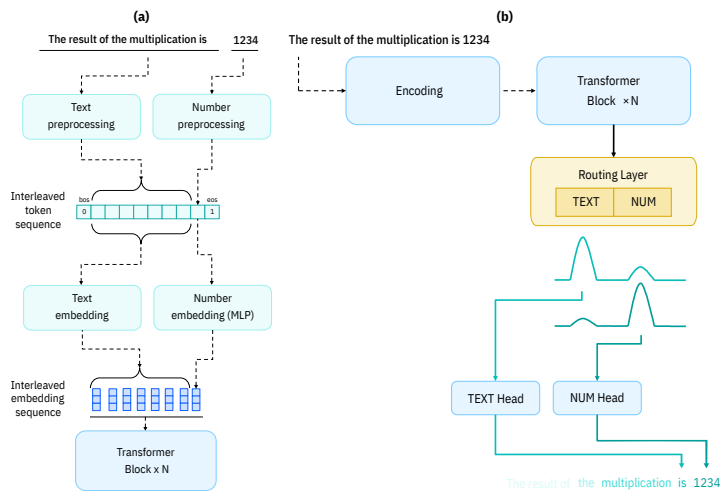 (a)
The result of the multiplication is 1234
Text
preprocessing
Number
preprocessing
Interleaved
token
sequence
bos
eos
0
1
Text
embedding
Number
embedding (MLP)
Interleaved
embedding
sequence
Transformer
Block x N
(b)
The result of the multiplication is 1234
Encoding
Transformer
Block × N
Routing Layer
TEXT
NUM
TEXT Head
NUM Head
The result of the multiplication is 1234